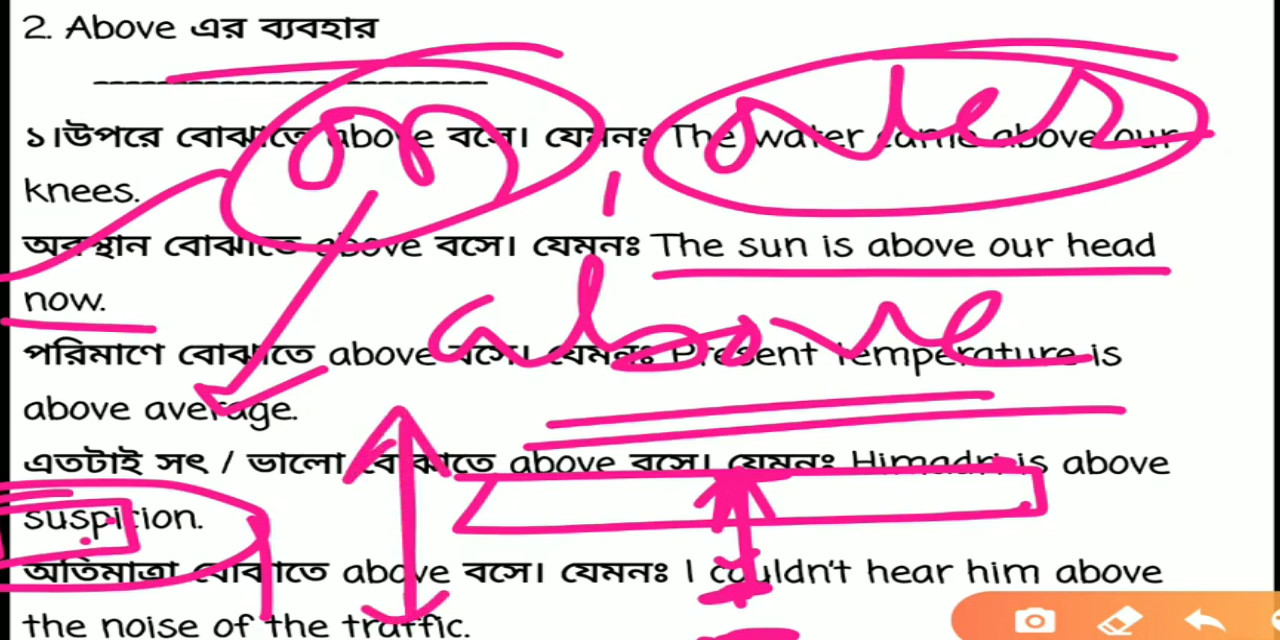 2. Above এর ব্যবহার
on
over
১।উপরে বোঝাতে above বসে। যেমনঃ The water came above our
knees.
অবস্থান বোঝাতে above বসে। যেমনঃ The sun is above our head
now.
above
পরিমাণে বোঝাতে above বসে। যেমনঃ Present temperature is
above average.
এতটাই সৎ / ভালো বোঝাতে above বসে। যেমনঃ Himadri is above
suspicion.
অতিমাত্রা বোঝাতে above বসে। যেমনঃ I couldn't hear him above
the noise of the traffic.